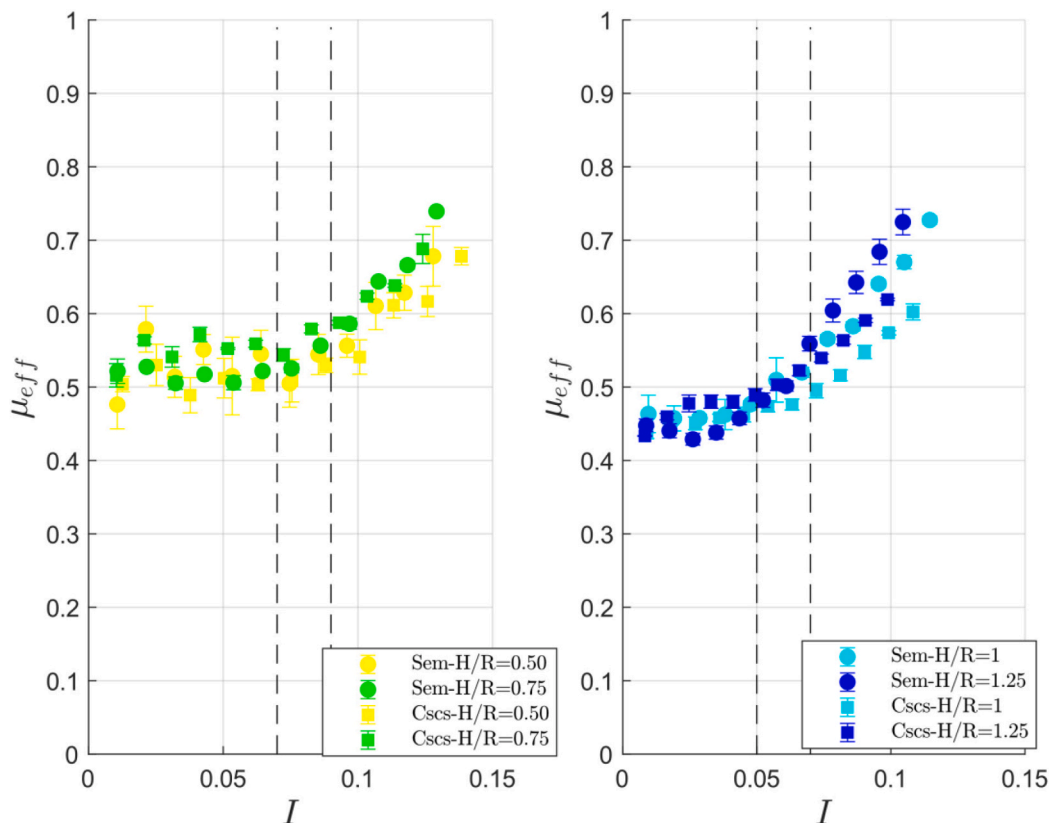 1
0.9
0.8
0.7
0.6
0.5
0.4
0.3
0.2
0.1
0
μeff
0 0.05 0.1 0.15
I
Sem-H/R=0.50
Sem-H/R=0.75
Cscs-H/R=0.50
Cscs-H/R=0.75
1
0.9
0.8
0.7
0.6
0.5
0.4
0.3
0.2
0.1
0
μeff
0 0.05 0.1 0.15
I
Sem-H/R=1
Sem-H/R=1.25
Cscs-H/R=1
Cscs-H/R=1.25